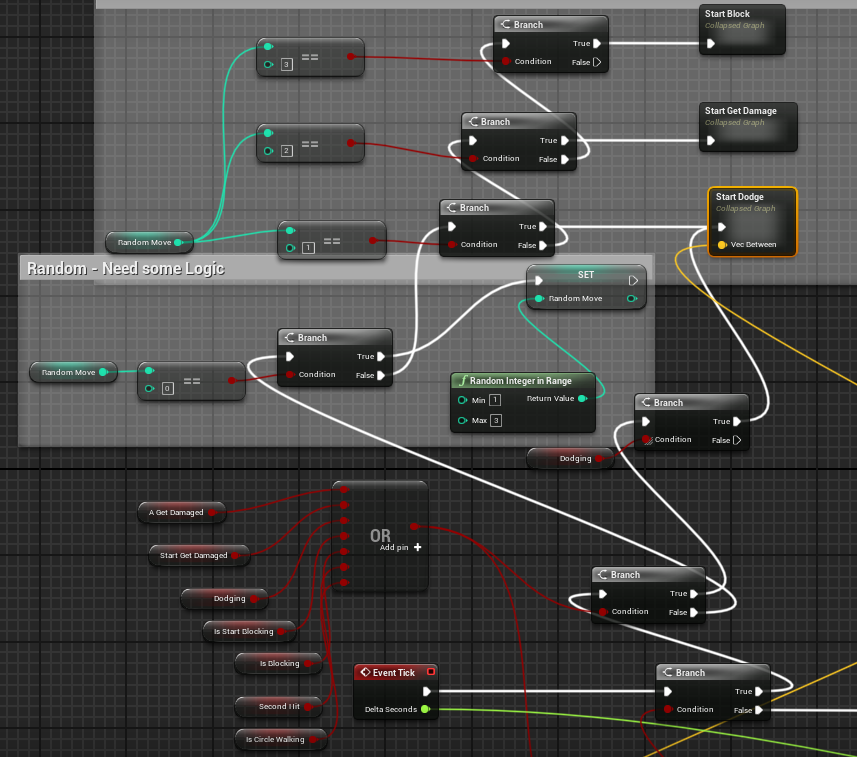 Start Block
Collapsed Graph
Branch
True
Condition
False
==
3
Start Get Damage
Collapsed Graph
Branch
True
Condition
False
==
2
Start Dodge
Collapsed Graph
Vec Between
Branch
True
Condition
False
Random Move
==
1
Random - Need some Logic
SET
Random Move
Branch
True
Condition
False
Random Move
==
0
f Random Integer in Range
Min 1
Return Value
Max 3
Branch
True
Condition
False
Dodging
A Get Damaged
Start Get Damaged
Dodging
Is Start Blocking
Is Blocking
Second Hit
Is Circle Walking
OR
Add pin +
Branch
True
Condition
False
Event Tick
Delta Seconds
Branch
True
Condition
False